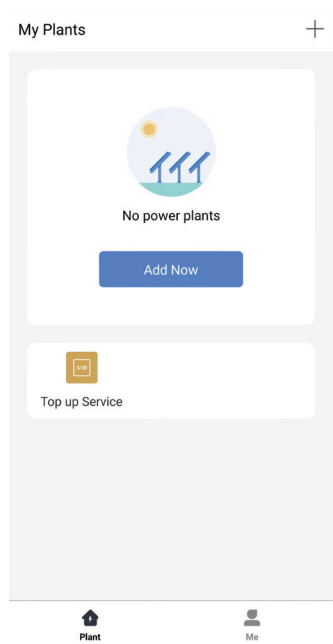 My Plants
No power plants
Add Now
SIM
Top up Service
Plant
Me